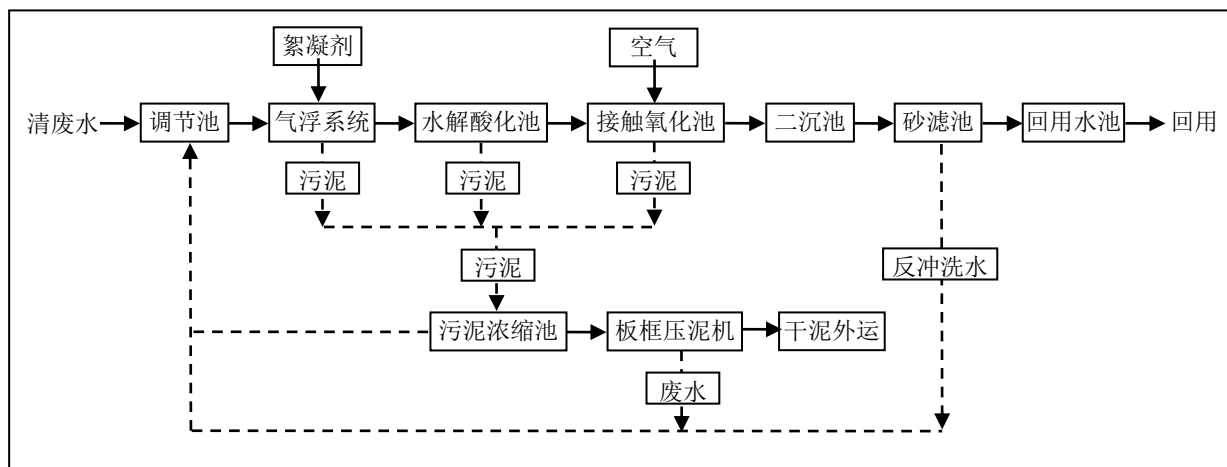 絮凝剂
空气
清废水
调节池
气浮系统
水解酸化池
接触氧化池
二沉池
砂滤池
回用水池
回用
污泥
污泥
污泥
污泥
反冲洗水
污泥浓缩池
板框压泥机
干泥外运
废水